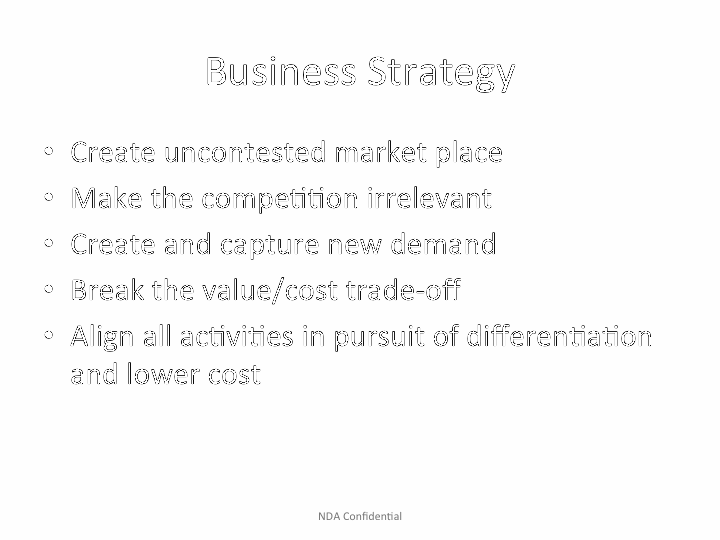 Business Strategy
• Create uncontested market place
• Make the competition irrelevant
• Create and capture new demand
• Break the value/cost trade-off
• Align all activities in pursuit of differentiation
and lower cost
NDA Confidential